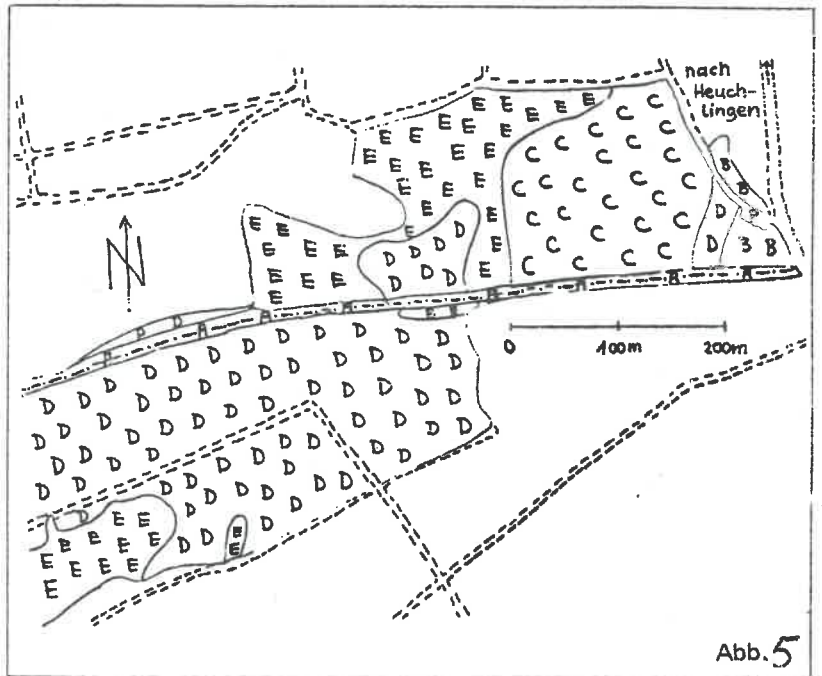 nach
Heuch-
lingen
E E E E E
E E E E C C C
E E E E E C C C C
E E E C C C C B
E E E C C C C B
E E E D D C C C C D
E E E E D D D C C C C D B B
E E E D D D E C C C C
E
A A A A A A A A
N
D D
D D D D D D D D D
D D D D D D D D D
D D D D D D D D D
D D D D D D D D
D D D D D D D D
D D D D D D
0 100m 200m
E E E E E
E E E E E
E
Abb.5